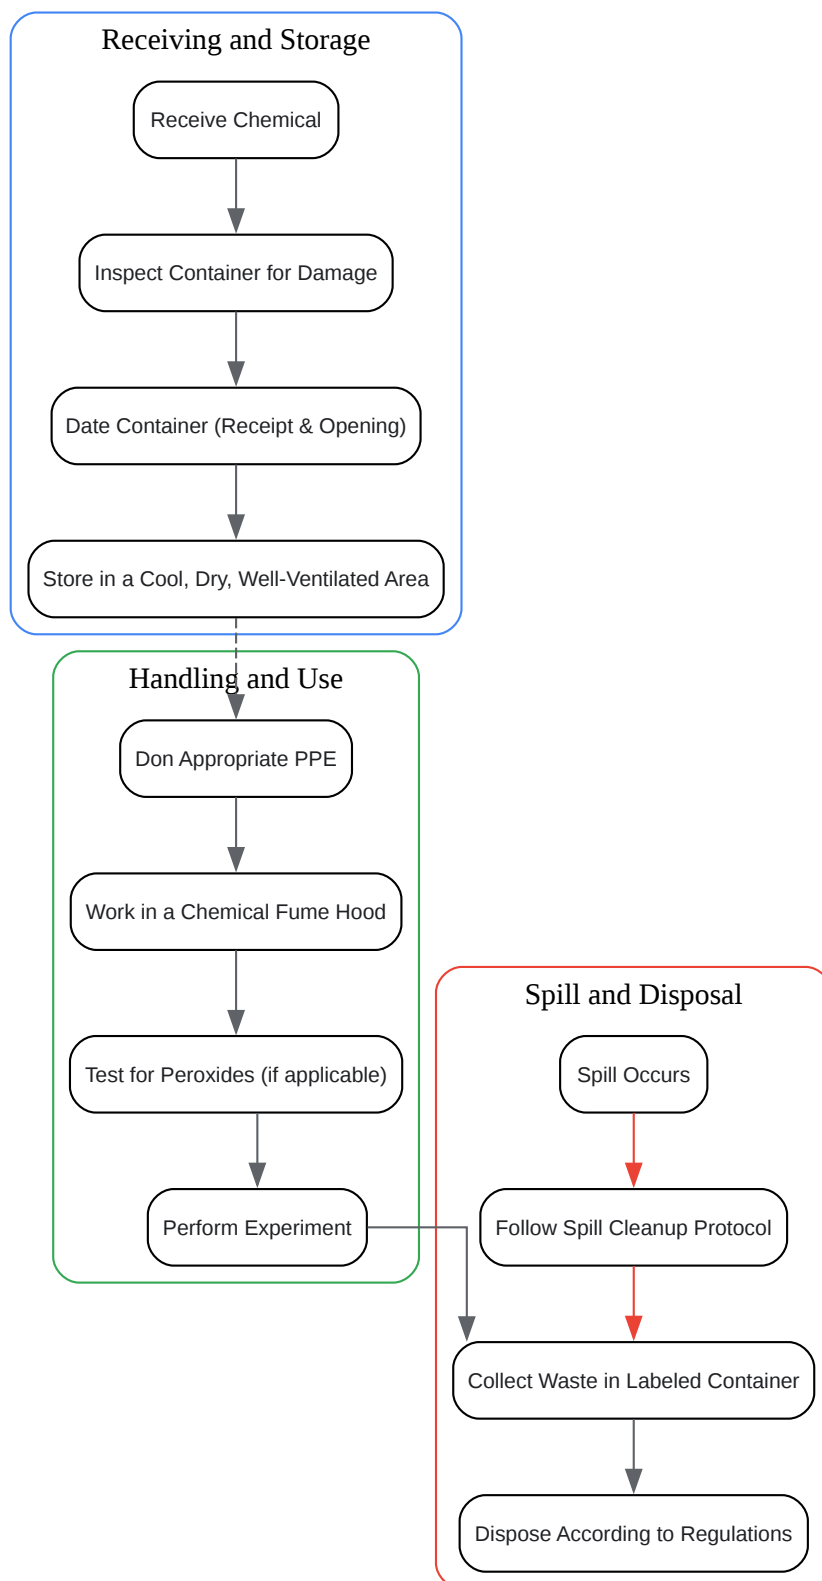 Receiving and Storage
Receive Chemical
Inspect Container for Damage
Date Container (Receipt & Opening)
Store in a Cool, Dry, Well-Ventilated Area
Handling and Use
Don Appropriate PPE
Work in a Chemical Fume Hood
Test for Peroxides (if applicable)
Perform Experiment
Spill and Disposal
Spill Occurs
Follow Spill Cleanup Protocol
Collect Waste in Labeled Container
Dispose According to Regulations